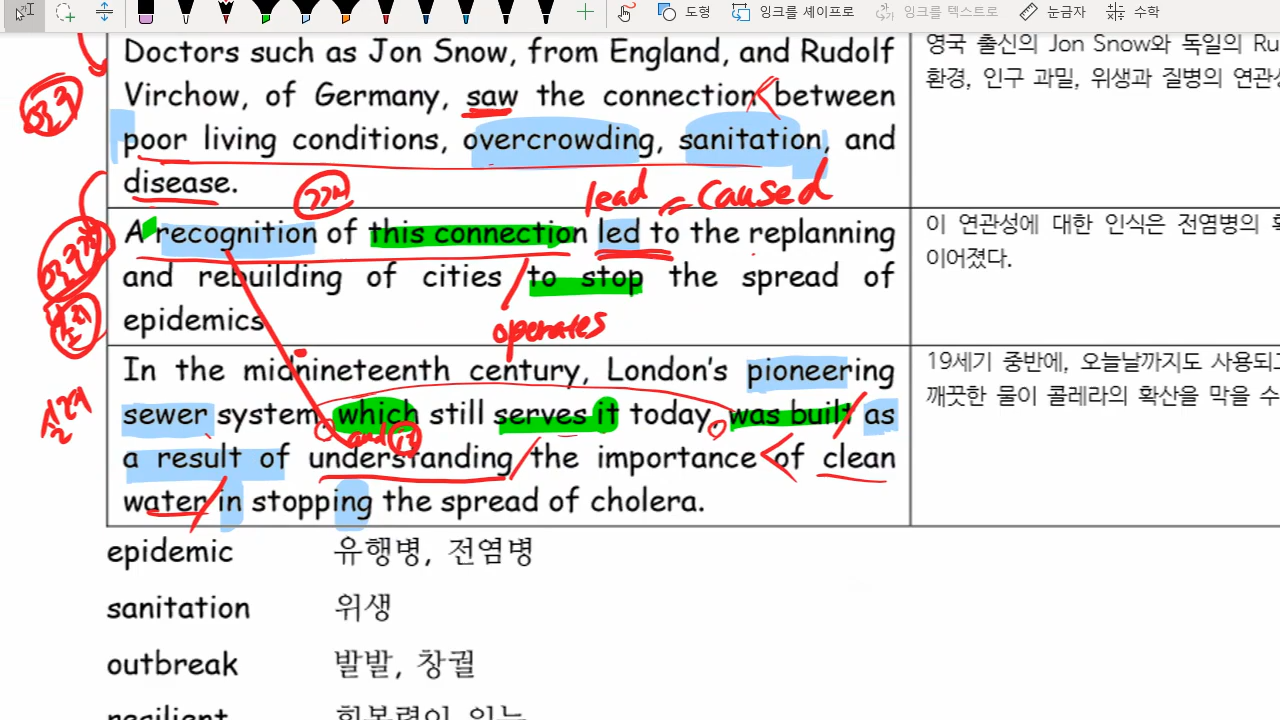 도형 잉크를 셰이프로 잉크를 텍스트로 눈금자 수학
Doctors such as Jon Snow, from England, and Rudolf
Virchow, of Germany, saw the connection between
poor living conditions, overcrowding, sanitation, and
disease.
영국 출신의 Jon Snow와 독일의 Ru
환경, 인구 과밀, 위생과 질병의 연관성
lead caused
A recognition of this connection led to the replanning
and rebuilding of cities to stop the spread of
epidemics
operates
이 연관성에 대한 인식은 전염병의 확
이어졌다.
In the midnineteenth century, London's pioneering
sewer system, which still serves it today, was built as
and it
a result of understanding the importance of clean
water in stopping the spread of cholera.
19세기 중반에, 오늘날까지도 사용되고
깨끗한 물이 콜레라의 확산을 막을 수
epidemic 유행병, 전염병
sanitation 위생
outbreak 발발, 창궐
resilient 회복력이 있는